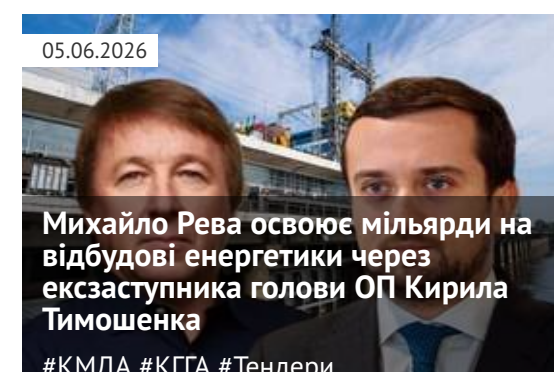 05.06.2026
Михайло Рева освоює мільярди на
відбудові енергетики через
ексзаступника голови ОП Кирила
Тимошенка
#КМДА #КГГА #Тендери